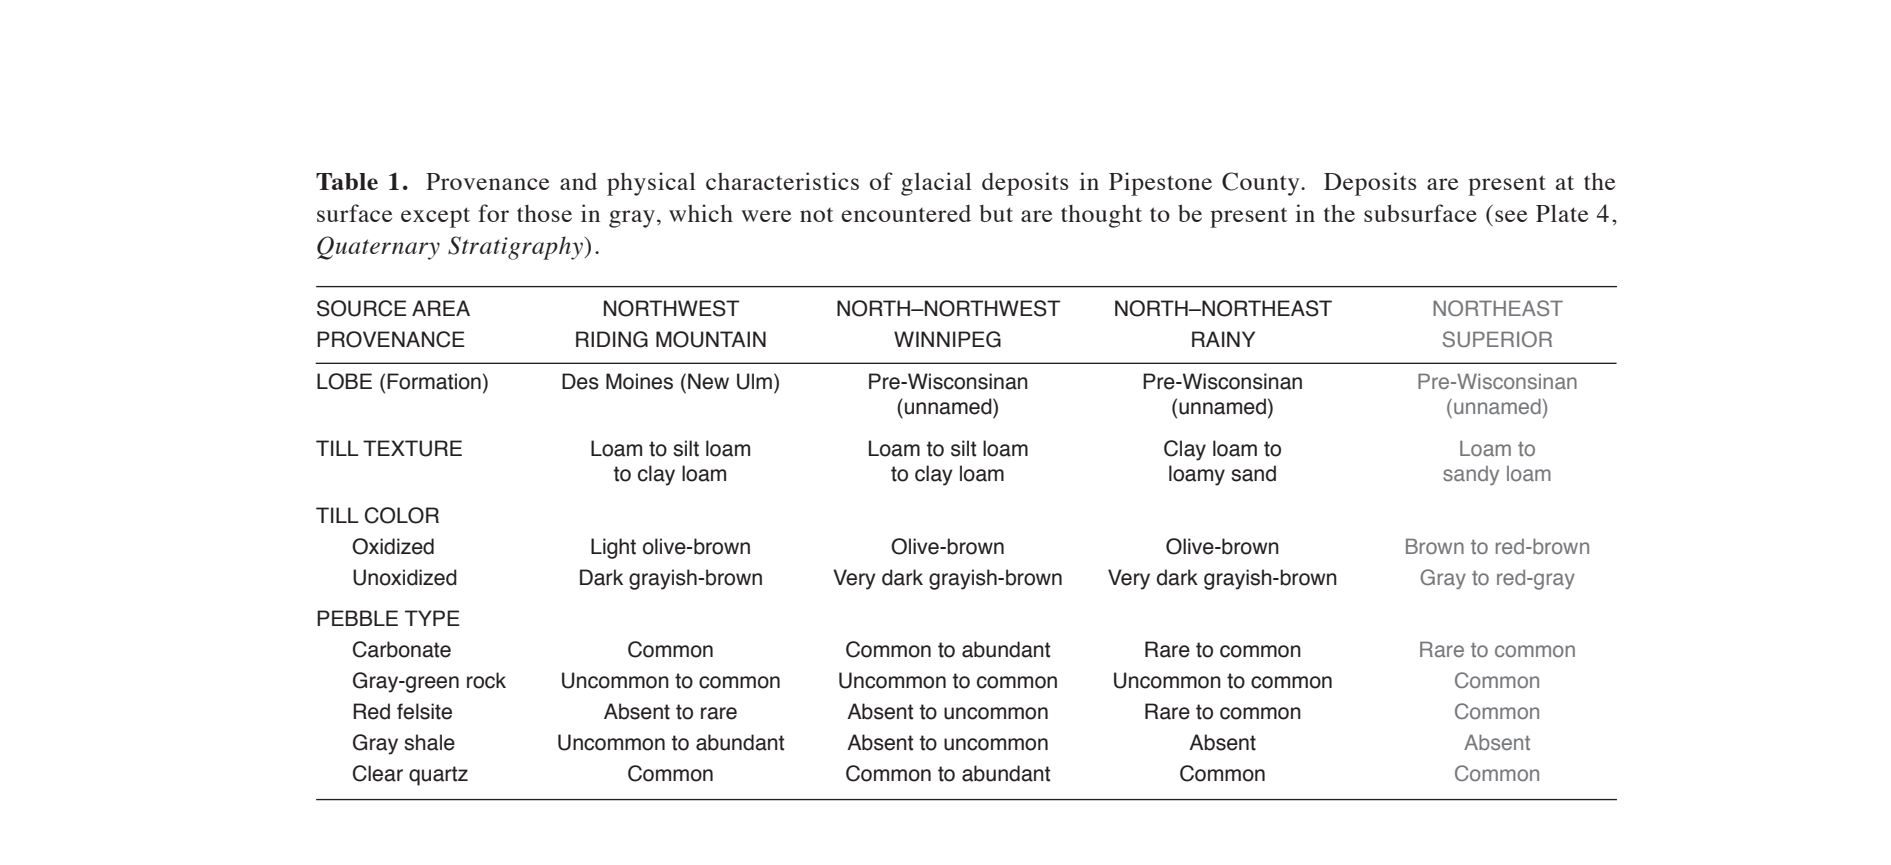 Table 1. Provenance and physical characteristics of glacial deposits in Pipestone County. Deposits are present at the
surface except for those in gray, which were not encountered but are thought to be present in the subsurface (see Plate 4,
Quaternary Stratigraphy).
SOURCE AREA NORTHWEST NORTH–NORTHWEST NORTH–NORTHEAST NORTHEAST
PROVENANCE RIDING MOUNTAIN WINNIPEG RAINY SUPERIOR
LOBE (Formation) Des Moines (New Ulm) Pre-Wisconsinan Pre-Wisconsinan Pre-Wisconsinan
(unnamed) (unnamed) (unnamed)
TILL TEXTURE Loam to silt loam Loam to silt loam Clay loam to Loam to
to clay loam to clay loam loamy sand sandy loam
TILL COLOR
Oxidized Light olive-brown Olive-brown Olive-brown Brown to red-brown
Unoxidized Dark grayish-brown Very dark grayish-brown Very dark grayish-brown Gray to red-gray
PEBBLE TYPE
Carbonate Common Common to abundant Rare to common Rare to common
Gray-green rock Uncommon to common Uncommon to common Uncommon to common Common
Red felsite Absent to rare Absent to uncommon Rare to common Common
Gray shale Uncommon to abundant Absent to uncommon Absent Absent
Clear quartz Common Common to abundant Common Common